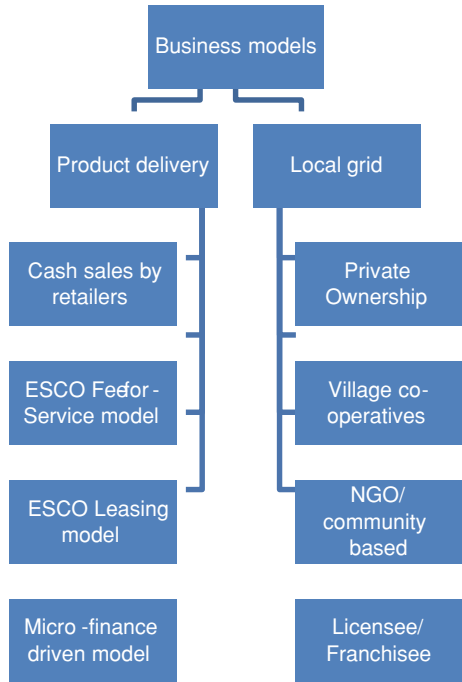 Business models
Product delivery
Local grid
Cash sales by
retailers
ESCO Feefor -
Service model
ESCO Leasing
model
Micro -finance
driven model
Private
Ownership
Village co-
operatives
NGO/
community
based
Licensee/
Franchisee